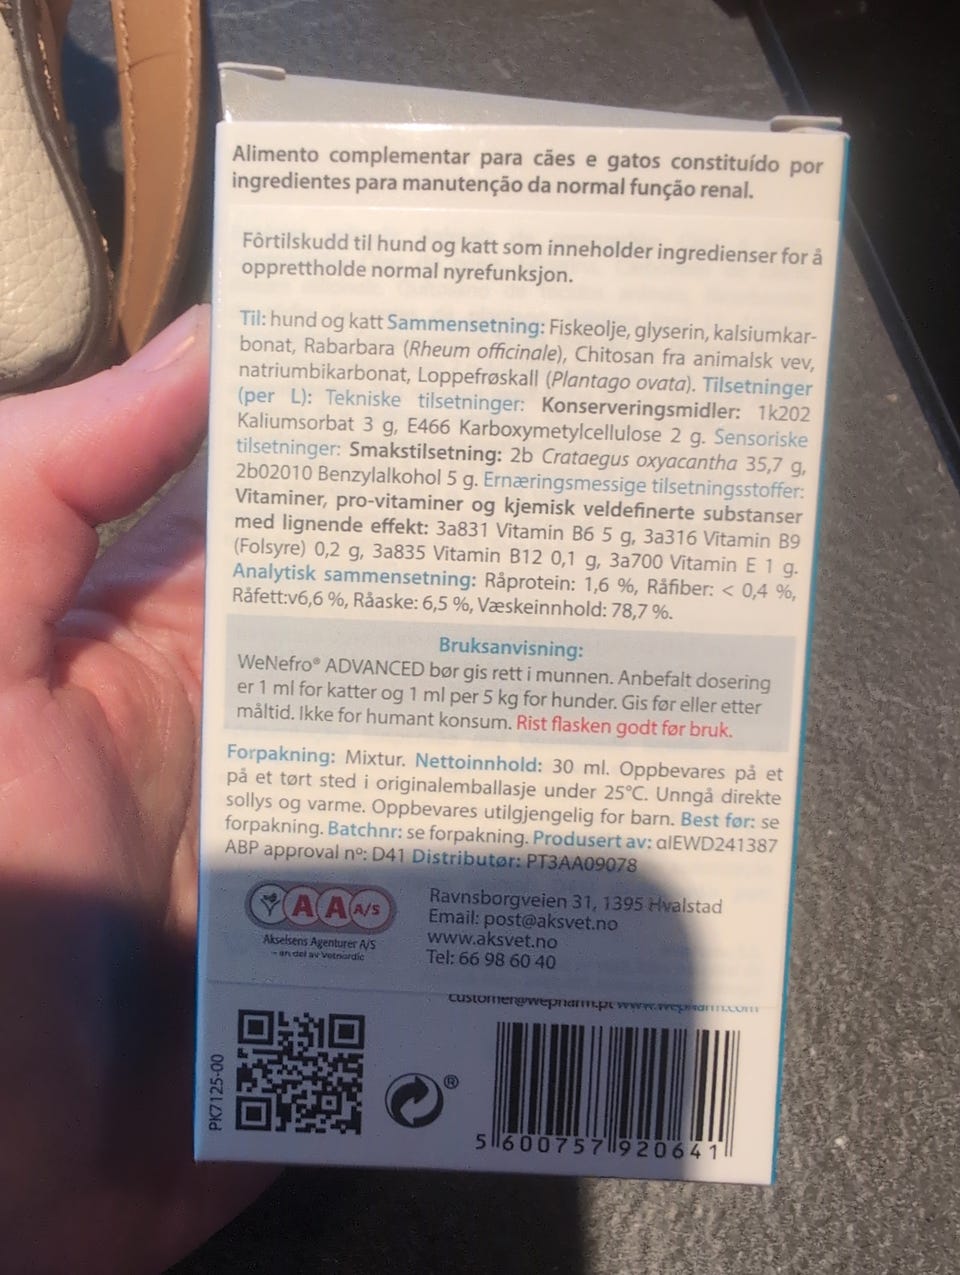 Alimento complementar para cães e gatos constituído por
ingredientes para manutenção da normal função renal.
Fôrtilskudd til hund og katt som inneholder ingredienser for å
opprettholde normal nyrefunksjon.
Til: hund og katt Sammensetning: Fiskeolje, glyserin, kalsiumkar-
bonat, Rabarbara (Rheum officinale), Chitosan fra animalsk vev,
natriumbikarbonat, Loppefrøskall (Plantago ovata). Tilsetninger
(per L): Tekniske tilsetninger: Konserveringsmidler: 1k202
Kaliumsorbat 3 g, E466 Karboxymetylcellulose 2 g. Sensoriske
tilsetninger: Smakstilsetning: 2b Crataegus oxyacantha 35,7 g,
2b02010 Benzylalkohol 5 g. Ernæringsmessige tilsetningsstoffer:
Vitaminer, pro-vitaminer og kjemisk veldefinerte substanser
med lignende effekt: 3a831 Vitamin B6 5 g, 3a316 Vitamin B9
(Folsyre) 0,2 g, 3a835 Vitamin B12 0,1 g, 3a700 Vitamin E 1 g.
Analytisk sammensetning: Råprotein: 1,6 %, Råfiber: < 0,4 %,
Råfett:v6,6 %, Råaske: 6,5 %, Væskeinnhold: 78,7 %.
Bruksanvisning:
WeNefro® ADVANCED bør gis rett i munnen. Anbefalt dosering
er 1 ml for katter og 1 ml per 5 kg for hunder. Gis før eller etter
måltid. Ikke for humant konsum. Rist flasken godt før bruk.
Forpakning: Mixtur. Nettoinnhold: 30 ml. Oppbevares på et
på et tørt sted i originalemballasje under 25°C. Unngå direkte
sollys og varme. Oppbevares utilgjengelig for barn. Best før: se
forpakning. Batchnr: se forpakning. Produsert av: αIEWD241387
ABP approval nº: D41 Distributør: PT3AA09078
AAA/S
Akselsens Agenturer A/S
– en del av Vetnordic
Ravnsborgveien 31, 1395 Hvalstad
Email: post@aksvet.no
www.aksvet.no
Tel: 66 98 60 40
customer@wepharm.pt www.wepharm.com
PK7125-00
®
5 600757 920641